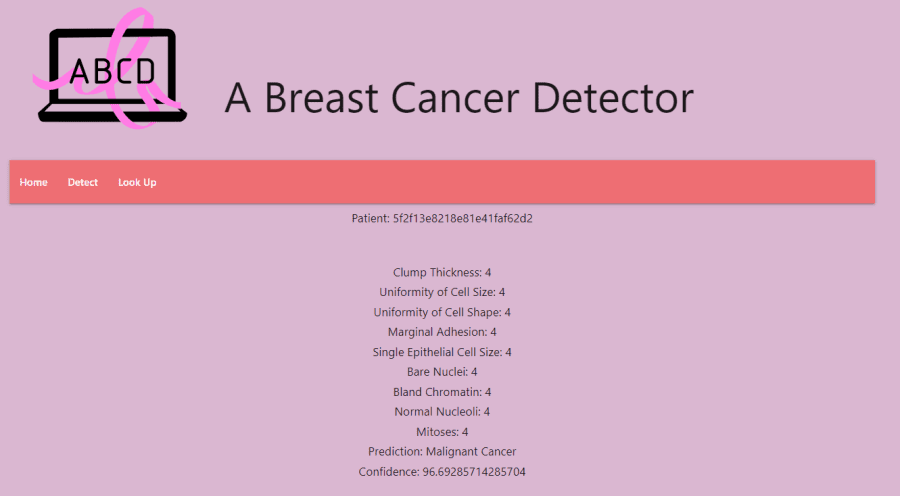 ABCD
A Breast Cancer Detector
Home Detect Look Up
Patient: 5f2f13e8218e81e41faf62d2
Clump Thickness: 4
Uniformity of Cell Size: 4
Uniformity of Cell Shape: 4
Marginal Adhesion: 4
Single Epithelial Cell Size: 4
Bare Nuclei: 4
Bland Chromatin: 4
Normal Nucleoli: 4
Mitoses: 4
Prediction: Malignant Cancer
Confidence: 96.69285714285704